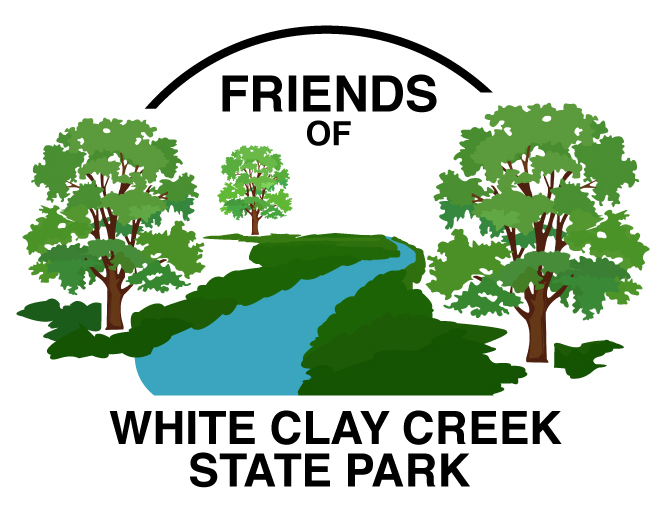 FRIENDS
OF
WHITE CLAY CREEK
STATE PARK